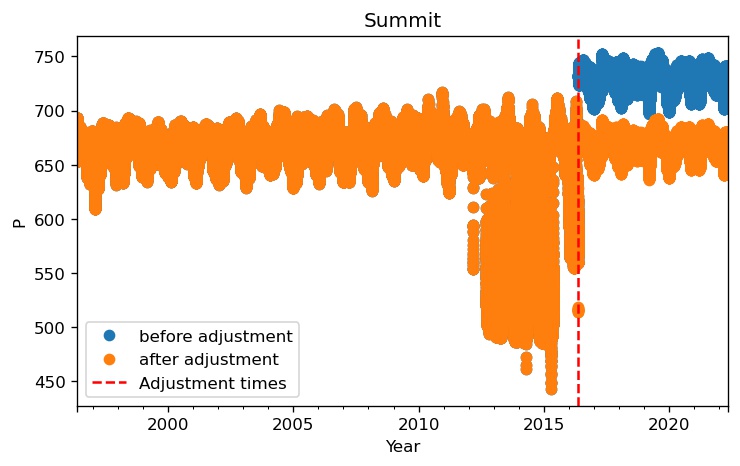 Summit
750
700
650
600
550
500
450
P
before adjustment
after adjustment
Adjustment times
2000
2005
2010
2015
2020
Year